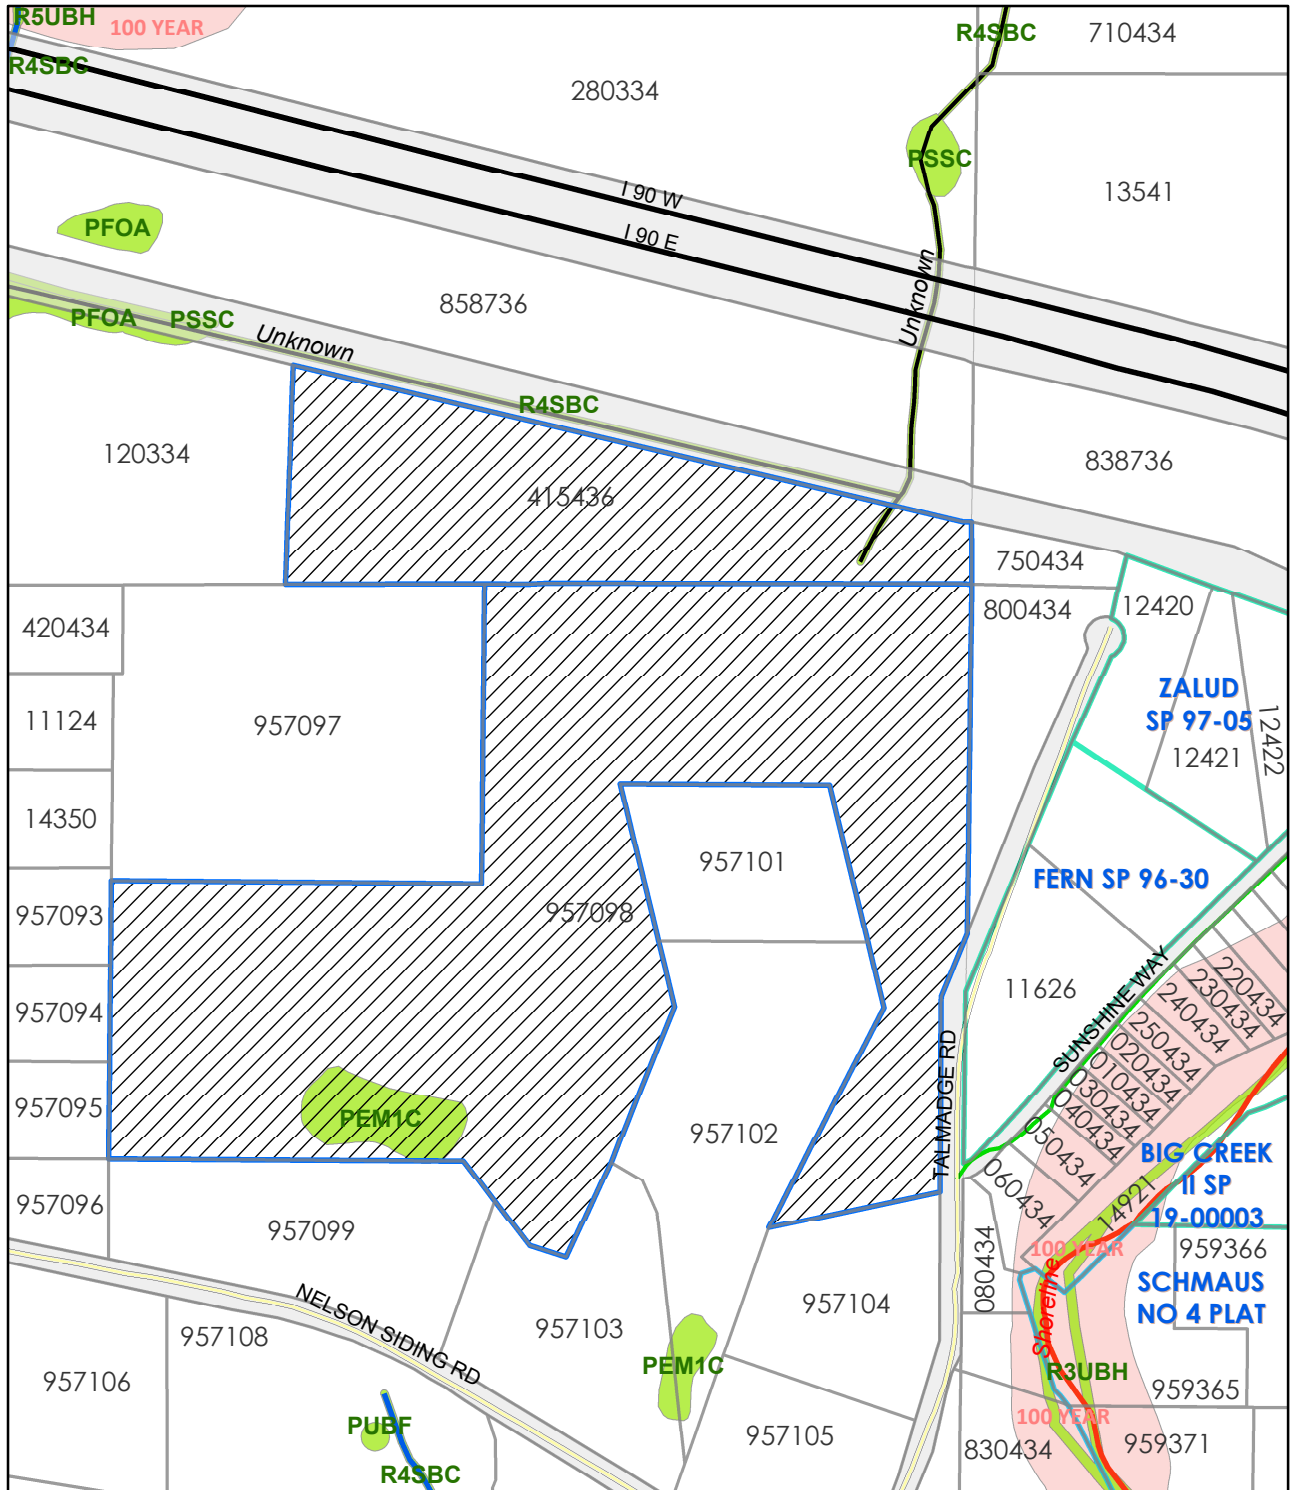 R5UBH
100 YEAR
R4SBC
710434
R4SBC
280334
PSSC
13541
I 90 W
I 90 E
PFOA
Unknown
858736
PFOA
PSSC
Unknown
R4SBC
120334
838736
415436
750434
800434
12420
420434
ZALUD
SP 97-05
11124
957097
12422
12421
14350
957101
FERN SP 96-30
957093
957098
SUNSHINE WAY
220434
230434
240434
11626
957094
250434
020434
010434
TALMADGE RD
030434
957095
PEM1C
040434
957102
050434
BIG CREEK
II SP
19-00003
060434
14921
957096
957099
100 YEAR
959366
080434
SCHMAUS
NO 4 PLAT
Shoreline
957104
NELSON SIDING RD
957103
957108
PEM1C
R3UBH
957106
959365
100 YEAR
PUBF
957105
830434
959371
R4SBC